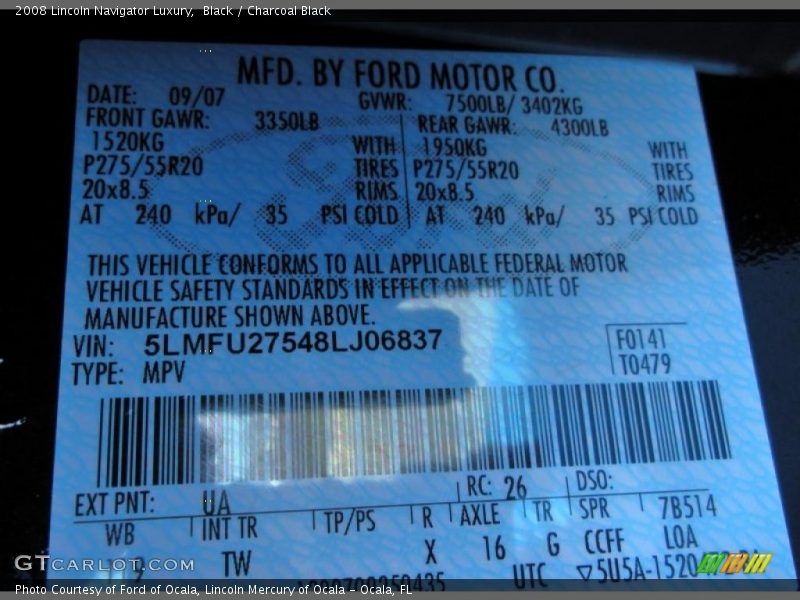 2008 Lincoln Navigator Luxury,  Black / Charcoal Black
MFD. BY FORD MOTOR CO.
DATE: 09/07 GVWR: 7500LB/ 3402KG
FRONT GAWR: 3350LB REAR GAWR: 4300LB
1520KG WITH 1950KG WITH
P275/55R20 TIRES P275/55R20 TIRES
20x8.5 RIMS 20x8.5 RIMS
AT 240 kPa/ 35 PSI COLD AT 240 kPa/ 35 PSI COLD
THIS VEHICLE CONFORMS TO ALL APPLICABLE FEDERAL MOTOR
VEHICLE SAFETY STANDARDS IN EFFECT ON THE DATE OF
MANUFACTURE SHOWN ABOVE.
VIN: 5LMFU27548LJ06837
F0141
TYPE: MPV
T0479
EXT PNT: UA RC: 26 DSO:
WB INT TR TP/PS R AXLE TR SPR 7B514
TW X 16 G CCFF LOA
UTC ▽5U5A-1520
GTCARLOT.COM
Photo Courtesy of Ford of Ocala, Lincoln Mercury of Ocala - Ocala, FL